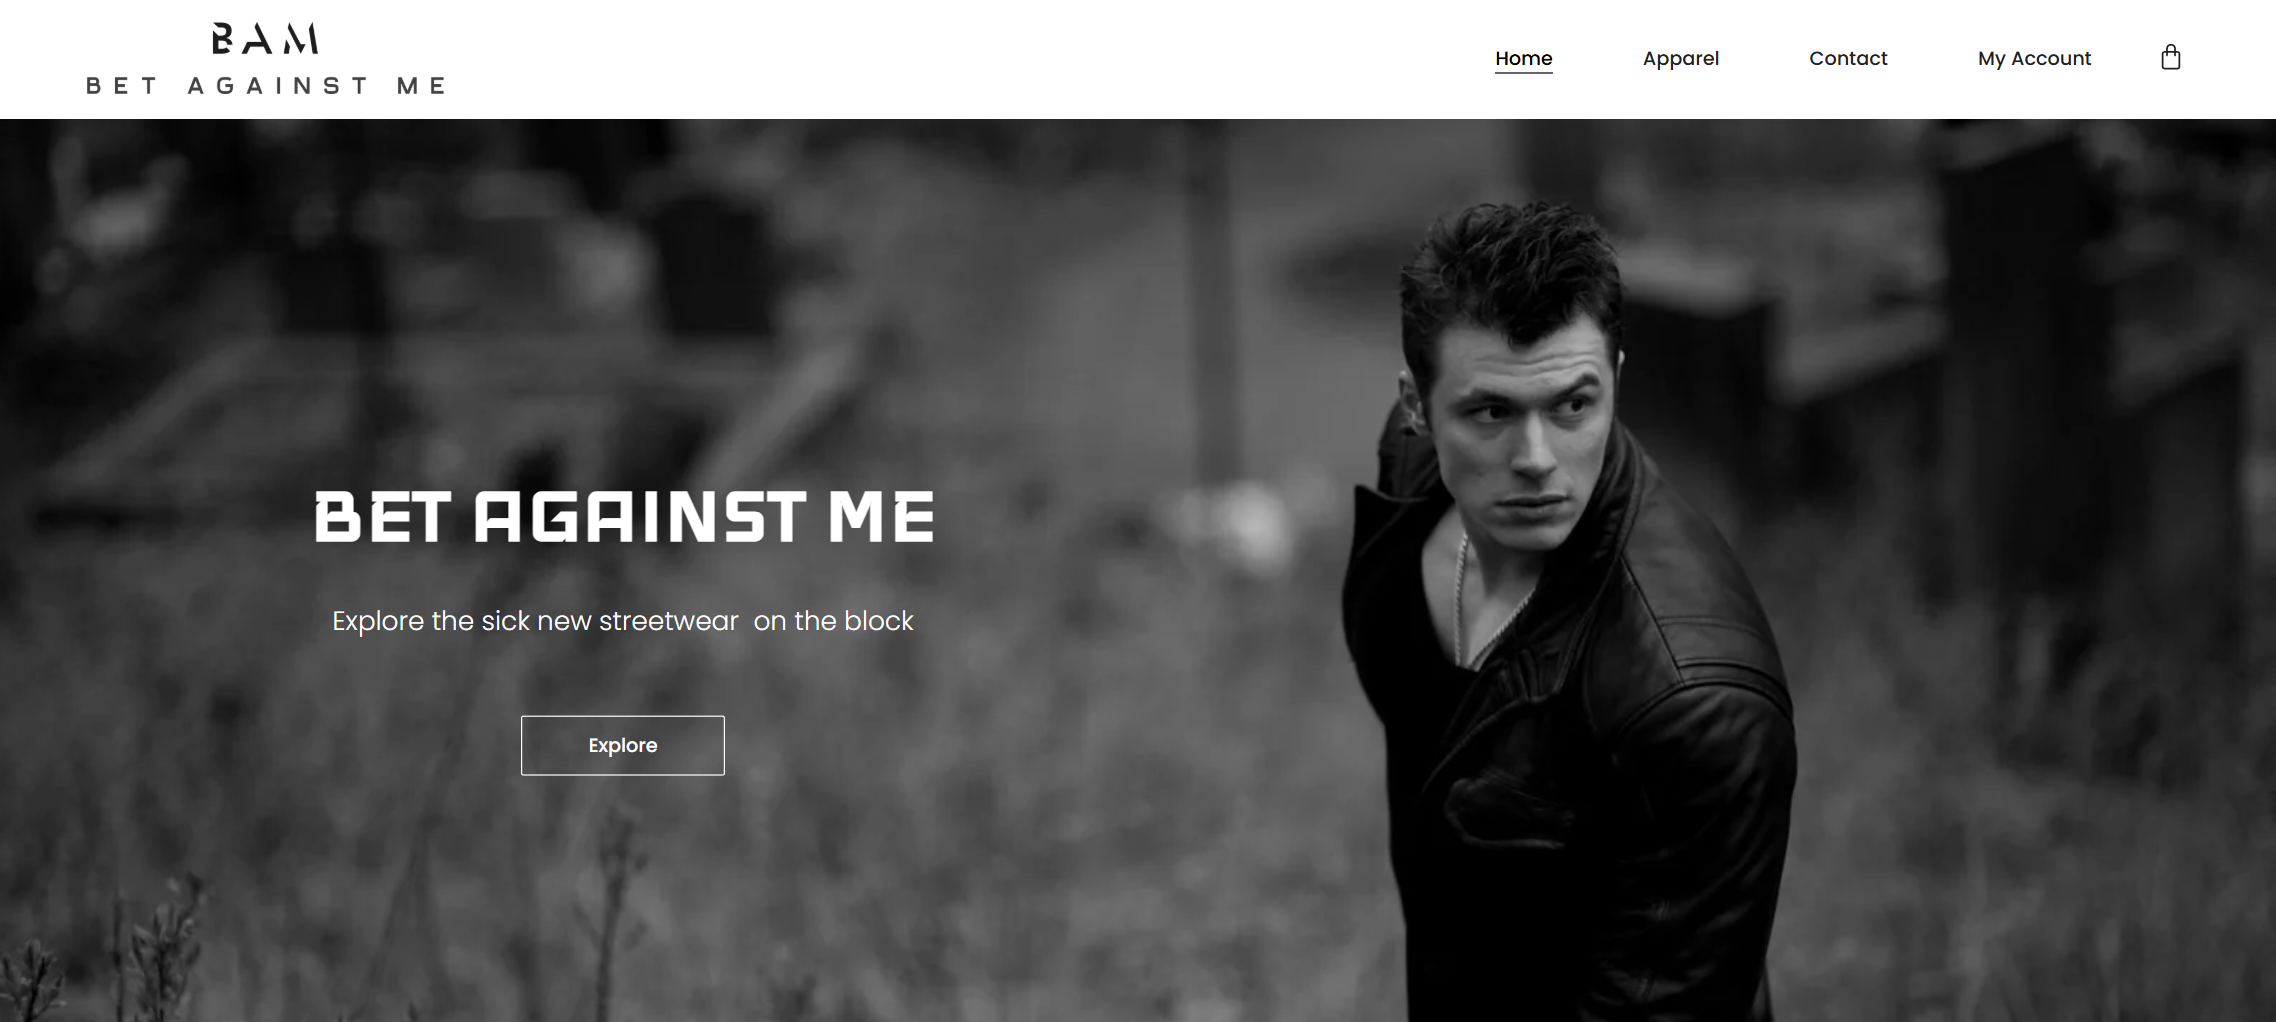 BAM
BET AGAINST ME
Home
Apparel
Contact
My Account
BET AGAINST ME
Explore the sick new streetwear  on the block
Explore